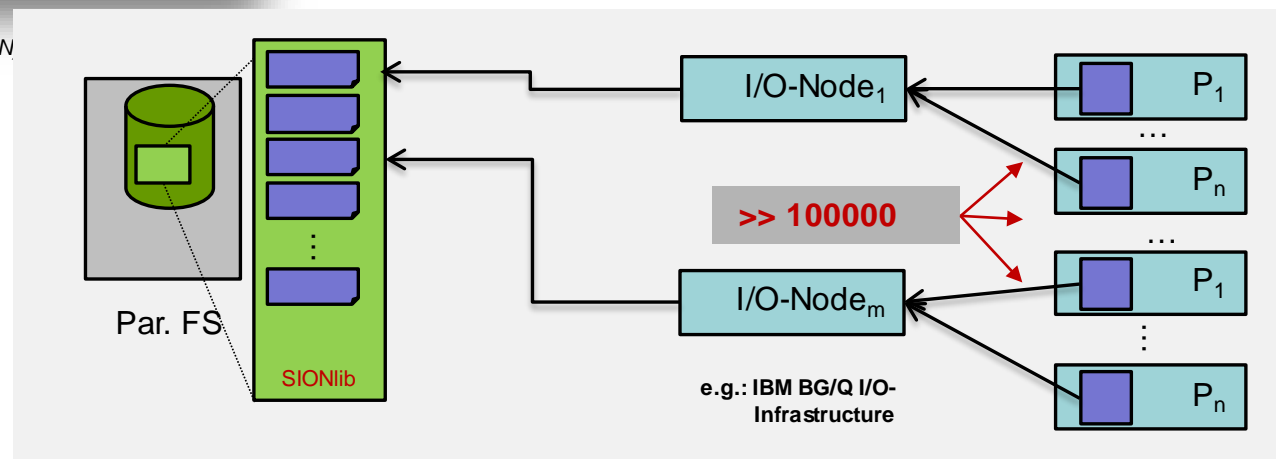 N
I/O-Node1
P1
...
Pn
>> 100000
...
...
P1
Par. FS
I/O-Nodem
...
SIONlib
e.g.: IBM BG/Q I/O-
Infrastructure
Pn